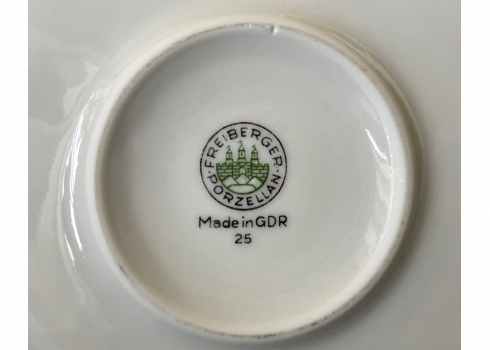 FREIBERGER
PORZELLAN
Made in GDR
25